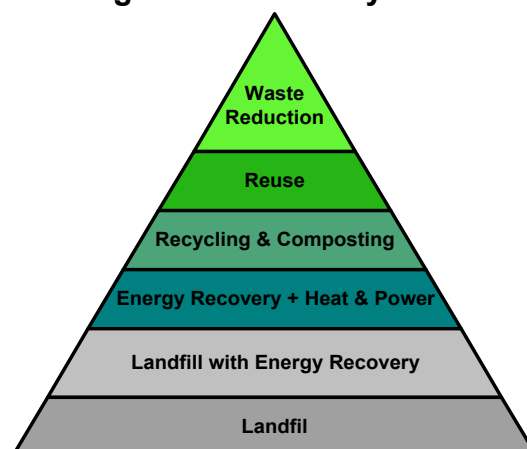 Waste
Reduction
Reuse
Recycling & Composting
Energy Recovery + Heat & Power
Landfill with Energy Recovery
Landfil